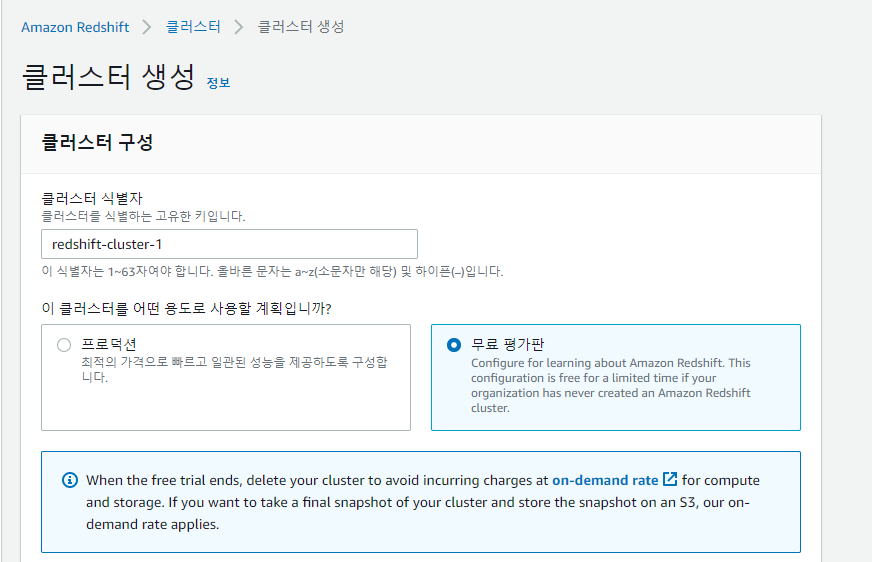 Amazon Redshift > 클러스터 > 클러스터 생성
클러스터 생성 정보
클러스터 구성
클러스터 식별자
클러스터를 식별하는 고유한 키입니다.
redshift-cluster-1
이 식별자는 1~63자여야 합니다. 올바른 문자는 a~z(소문자만 해당) 및 하이픈(–)입니다.
이 클러스터를 어떤 용도로 사용할 계획입니까?
프로덕션
최적의 가격으로 빠르고 일관된 성능을 제공하도록 구성합
니다.
무료 평가판
Configure for learning about Amazon Redshift. This
configuration is free for a limited time if your
organization has never created an Amazon Redshift
cluster.
When the free trial ends, delete your cluster to avoid incurring charges at on-demand rate for compute
and storage. If you want to take a final snapshot of your cluster and store the snapshot on an S3, our on-
demand rate applies.